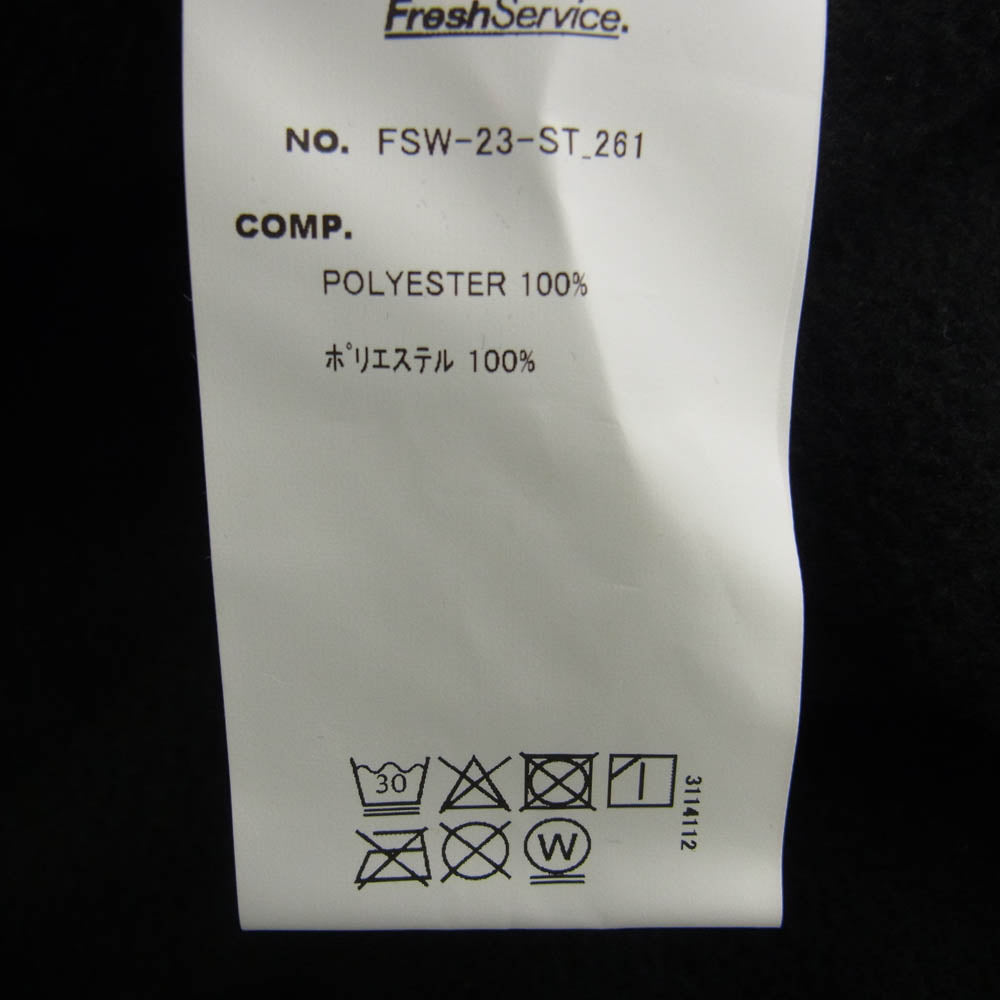 FreshService.
NO. FSW-23-ST_261
COMP.
POLYESTER 100%
ﾎﾟﾘｴｽﾃﾙ 100%
30
W
3114112